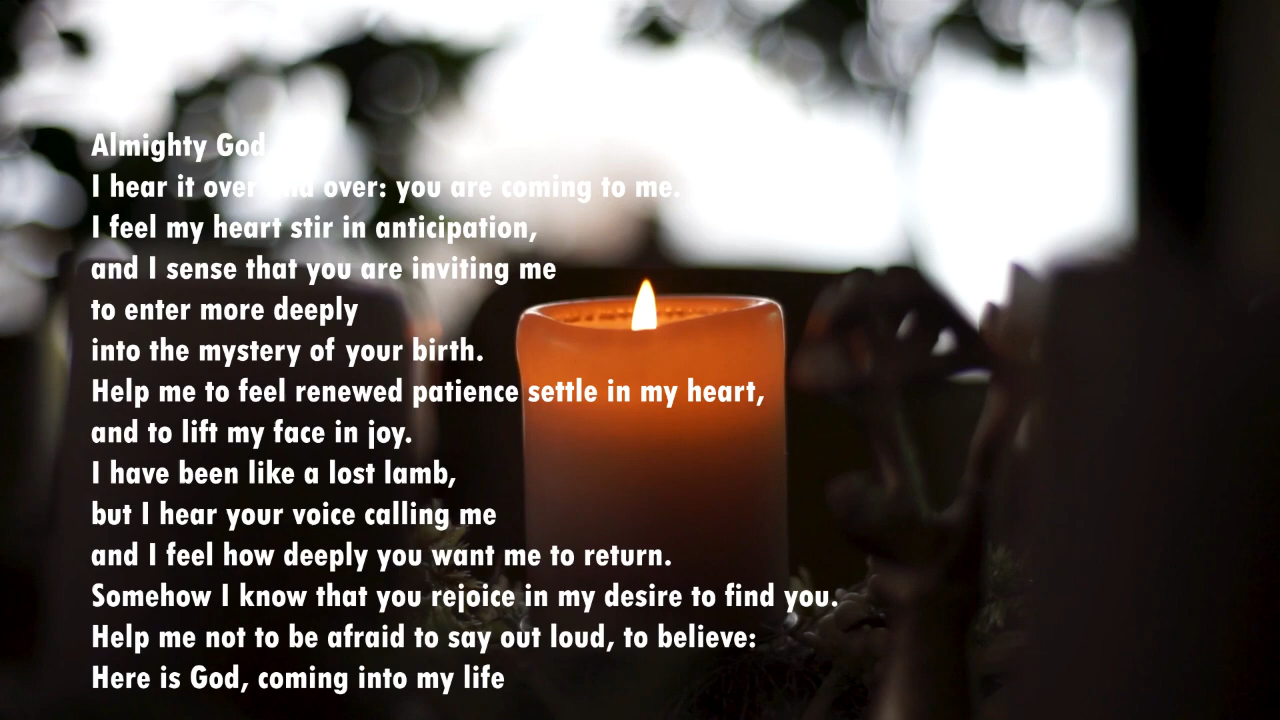 Almighty God
I hear it over and over: you are coming to me.
I feel my heart stir in anticipation,
and I sense that you are inviting me
to enter more deeply
into the mystery of your birth.
Help me to feel renewed patience settle in my heart,
and to lift my face in joy.
I have been like a lost lamb,
but I hear your voice calling me
and I feel how deeply you want me to return.
Somehow I know that you rejoice in my desire to find you.
Help me not to be afraid to say out loud, to believe:
Here is God, coming into my life